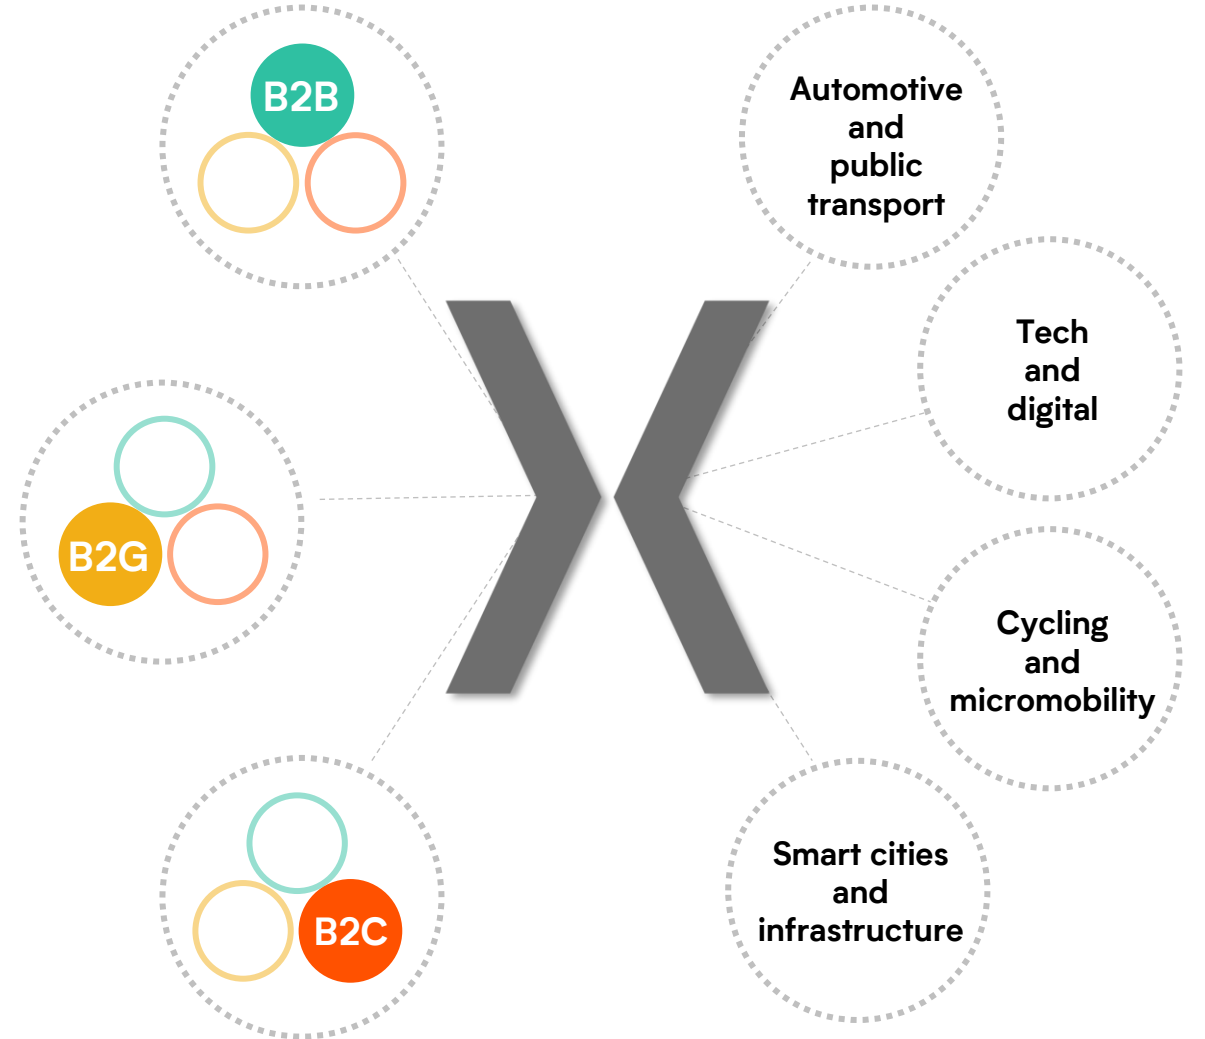 B2B
B2G
B2C
Automotive
and
public
transport
Tech
and
digital
Cycling
and
micromobility
Smart cities
and
infrastructure